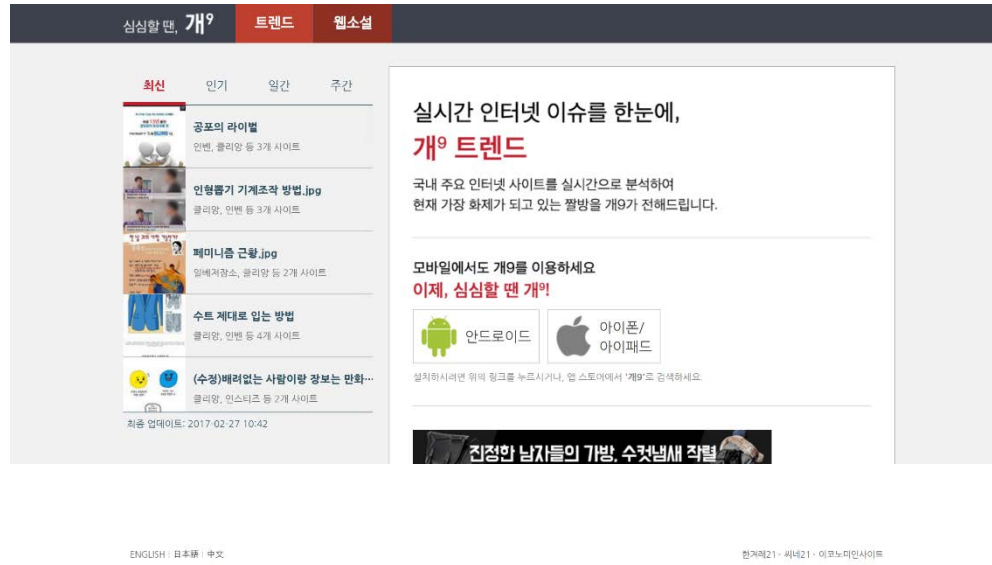 심심할 땐, 개⁹ 트렌드 웹소설
최신 인기 일간 주간
공포의 라이벌
인벤, 클리앙 등 3개 사이트
인형뽑기 기계조작 방법.jpg
클리앙, 인벤 등 3개 사이트
페미니즘 근황.jpg
일베저장소, 클리앙 등 2개 사이트
수트 제대로 입는 방법
클리앙, 인벤 등 4개 사이트
(수정)배려없는 사람이랑 장보는 만화…
클리앙, 인스티즈 등 2개 사이트
최종 업데이트: 2017-02-27 10:42
실시간 인터넷 이슈를 한눈에,
개⁹ 트렌드
국내 주요 인터넷 사이트를 실시간으로 분석하여
현재 가장 화제가 되고 있는 짤방을 개9가 전해드립니다.
모바일에서도 개9를 이용하세요
이제, 심심할 땐 개⁹!
안드로이드
아이폰/
아이패드
설치하시려면 위의 링크를 누르시거나, 앱 스토어에서 '개9'로 검색하세요.
진정한 남자들의 가방, 수컷냄새 작렬
ENGLISH | 日本語 | 中文
한겨레21 · 씨네21 · 이코노미인사이트